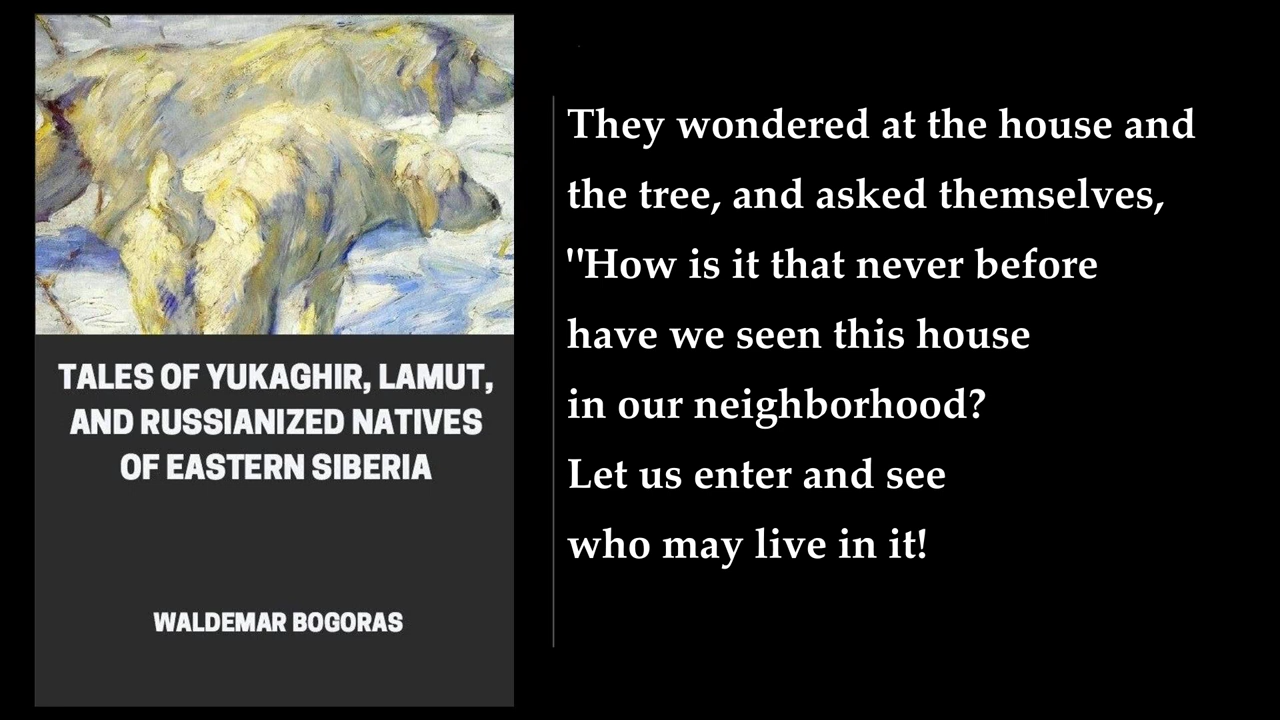 TALES OF YUKAGHIR, LAMUT,
AND RUSSIANIZED NATIVES
OF EASTERN SIBERIA
WALDEMAR BOGORAS
They wondered at the house and
the tree, and asked themselves,
"How is it that never before
have we seen this house
in our neighborhood?
Let us enter and see
who may live in it!